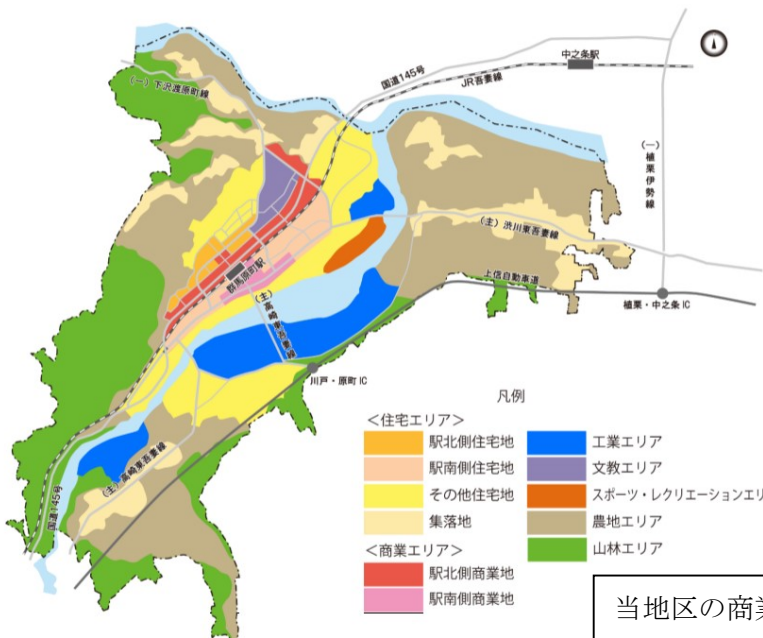 中之条駅
国道145号
JR吾妻線
(一)下沢渡原町線
(一)植栗伊勢線
(主)渋川東吾妻線
上信自動車道
群馬原町駅
(主)高崎東吾妻線
植栗・中之条IC
川戸・原町IC
(主)高崎東吾妻線
国道145号
凡例
<住宅エリア>
駅北側住宅地
駅南側住宅地
その他住宅地
集落地
<商業エリア>
駅北側商業地
駅南側商業地
工業エリア
文教エリア
スポーツ・レクリエーションエリ
農地エリア
山林エリア
当地区の商業